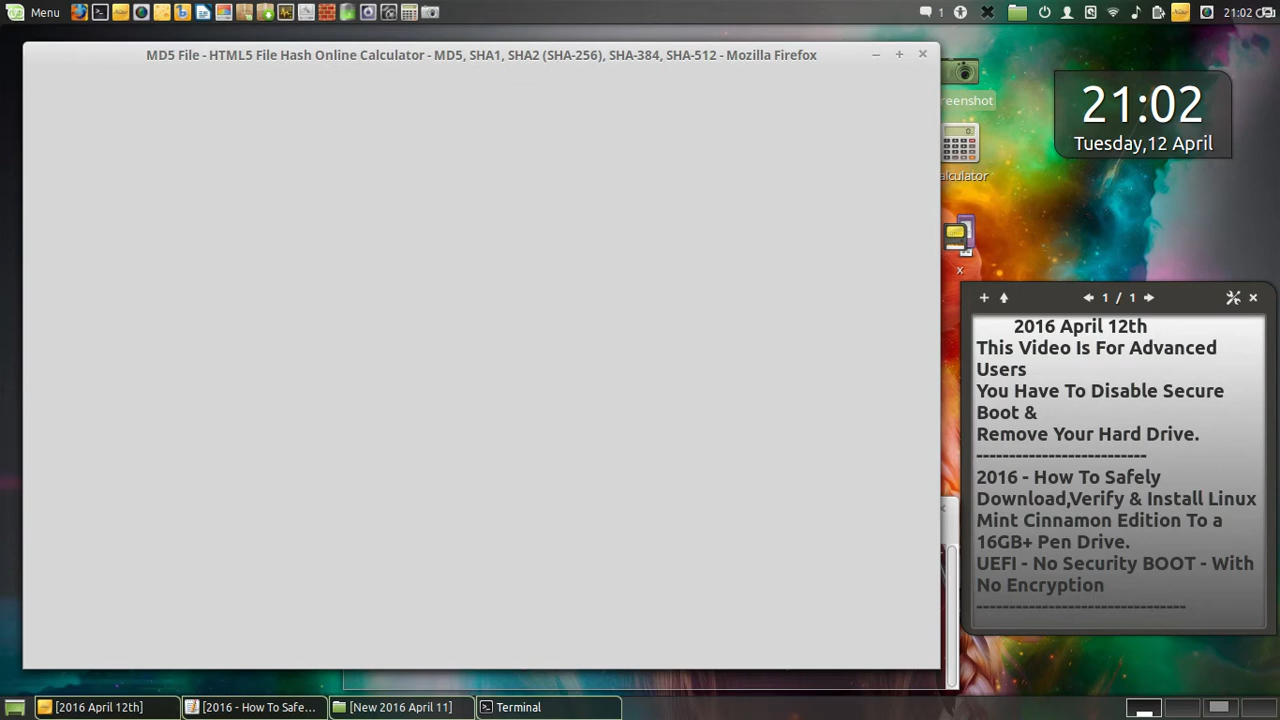 Menu
1
21:02
MD5 File - HTML5 File Hash Online Calculator - MD5, SHA1, SHA2 (SHA-256), SHA-384, SHA-512 - Mozilla Firefox
reenshot
alculator
x
21:02
Tuesday,12 April
1 / 1
2016 April 12th
This Video Is For Advanced
Users
You Have To Disable Secure
Boot &
Remove Your Hard Drive.
--------------------------
2016 - How To Safely
Download,Verify & Install Linux
Mint Cinnamon Edition To a
16GB+ Pen Drive.
UEFI - No Security BOOT - With
No Encryption
--------------------------------
[2016 April 12th]
[2016 - How To Safe...
[New 2016 April 11]
Terminal